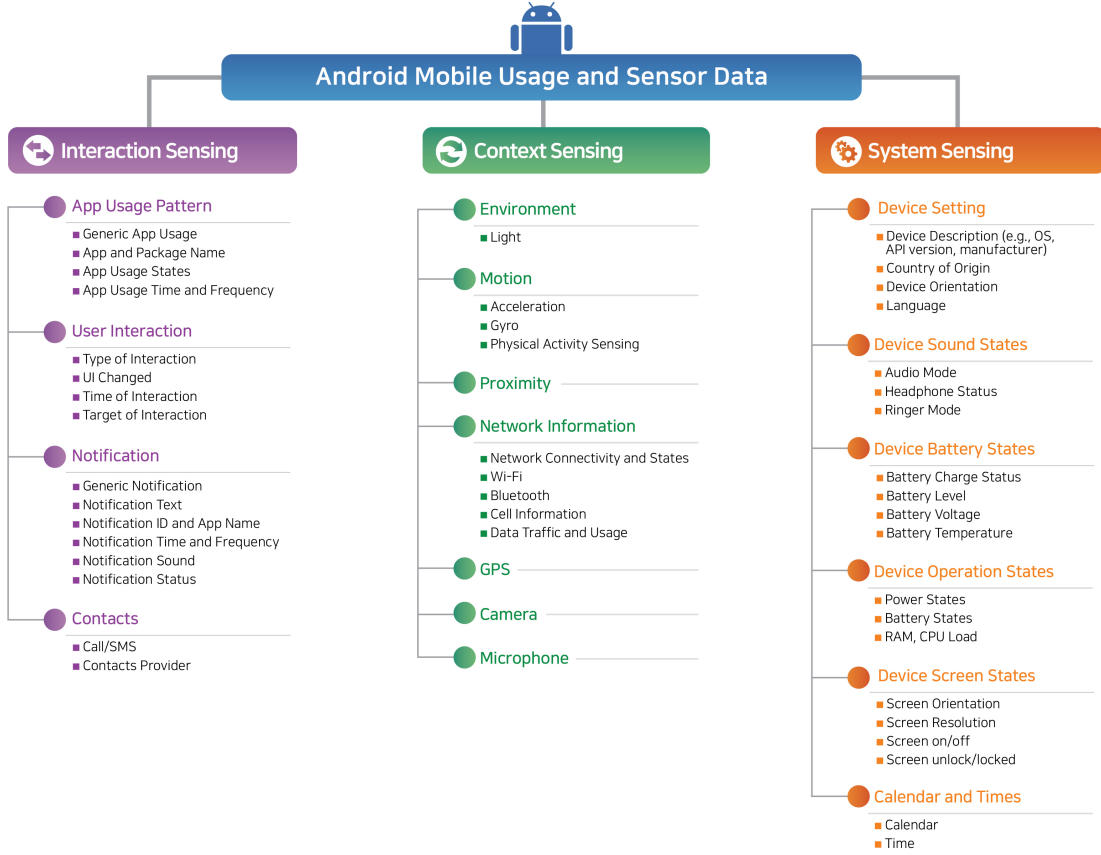 Android Mobile Usage and Sensor Data
Interaction Sensing
App Usage Pattern
Generic App Usage
App and Package Name
App Usage States
App Usage Time and Frequency
User Interaction
Type of Interaction
UI Changed
Time of Interaction
Target of Interaction
Notification
Generic Notification
Notification Text
Notification ID and App Name
Notification Time and Frequency
Notification Sound
Notification Status
Contacts
Call/SMS
Contacts Provider
Context Sensing
Environment
Light
Motion
Acceleration
Gyro
Physical Activity Sensing
Proximity
Network Information
Network Connectivity and States
Wi-Fi
Bluetooth
Cell Information
Data Traffic and Usage
GPS
Camera
Microphone
System Sensing
Device Setting
Device Description (e.g., OS,
API version, manufacturer)
Country of Origin
Device Orientation
Language
Device Sound States
Audio Mode
Headphone Status
Ringer Mode
Device Battery States
Battery Charge Status
Battery Level
Battery Voltage
Battery Temperature
Device Operation States
Power States
Battery States
RAM, CPU Load
Device Screen States
Screen Orientation
Screen Resolution
Screen on/off
Screen unlock/locked
Calendar and Times
Calendar
Time